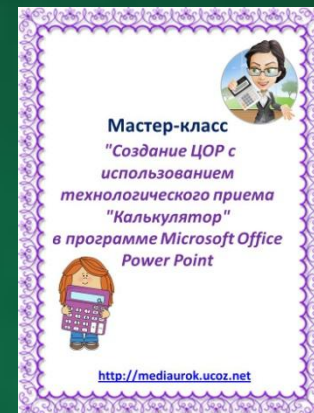 Мастер-класс
"Создание ЦОР с
использованием
технологического приема
"Калькулятор"
в программе Microsoft Office
Power Point
http://mediaurok.ucoz.net